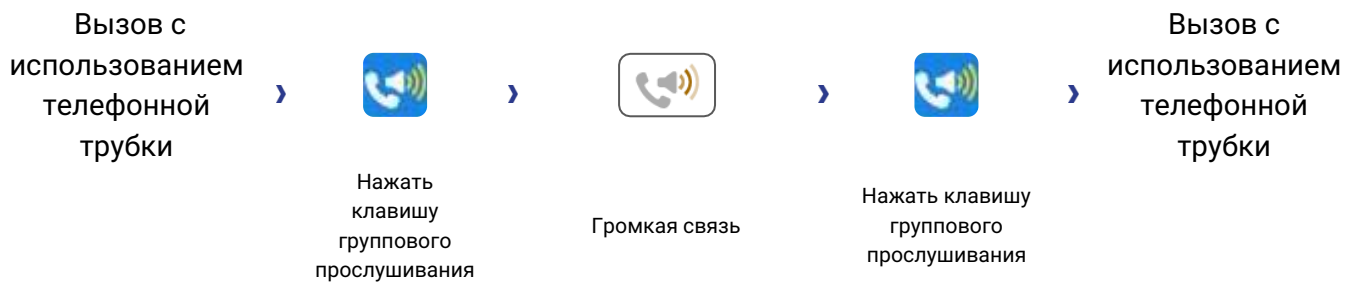 Вызов с
использованием
телефонной
трубки
Нажать
клавишу
группового
прослушивания
Громкая связь
Нажать клавишу
группового
прослушивания
Вызов с
использованием
телефонной
трубки